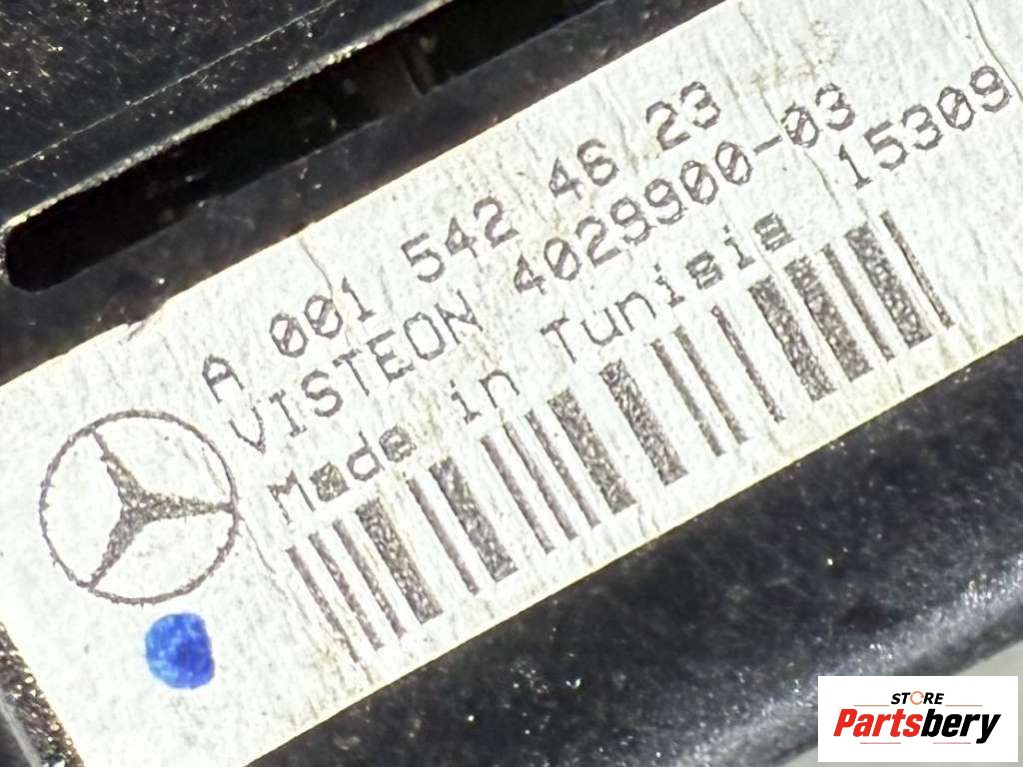 A 001 542 46 23
VISTEON 4029900-03
Made in Tunisia 15309
STORE
Partsbery